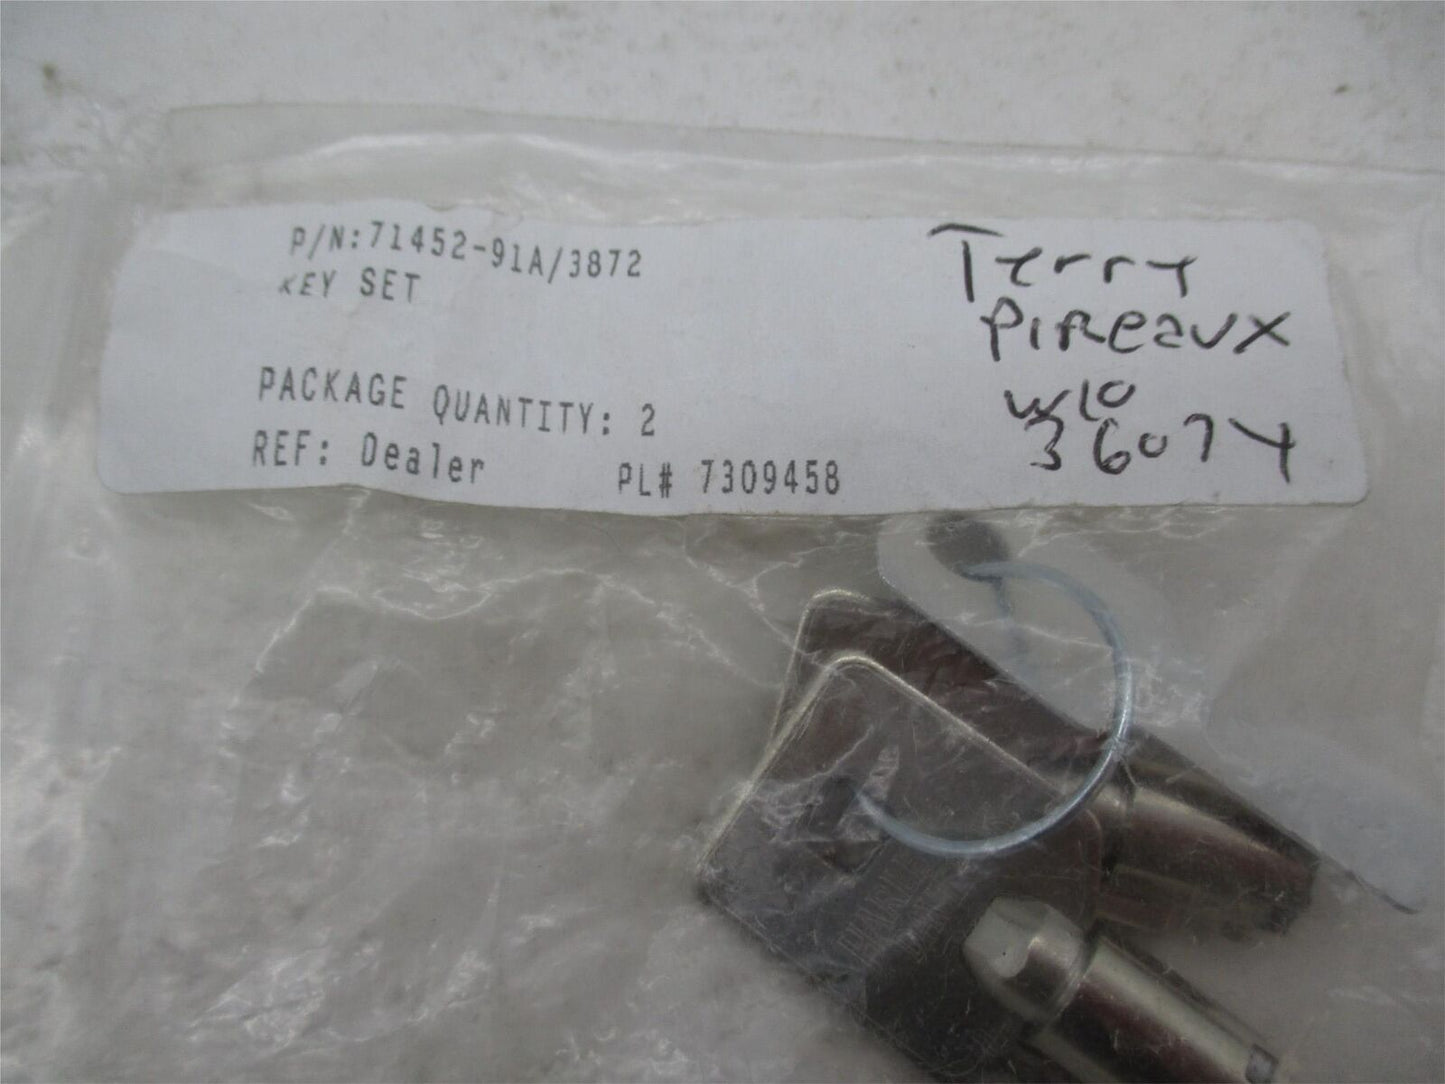 P/N:71452-91A/3872
KEY SET
PACKAGE QUANTITY: 2
REF: Dealer PL# 7309458
Terry
PIREAUX
W/O
36074